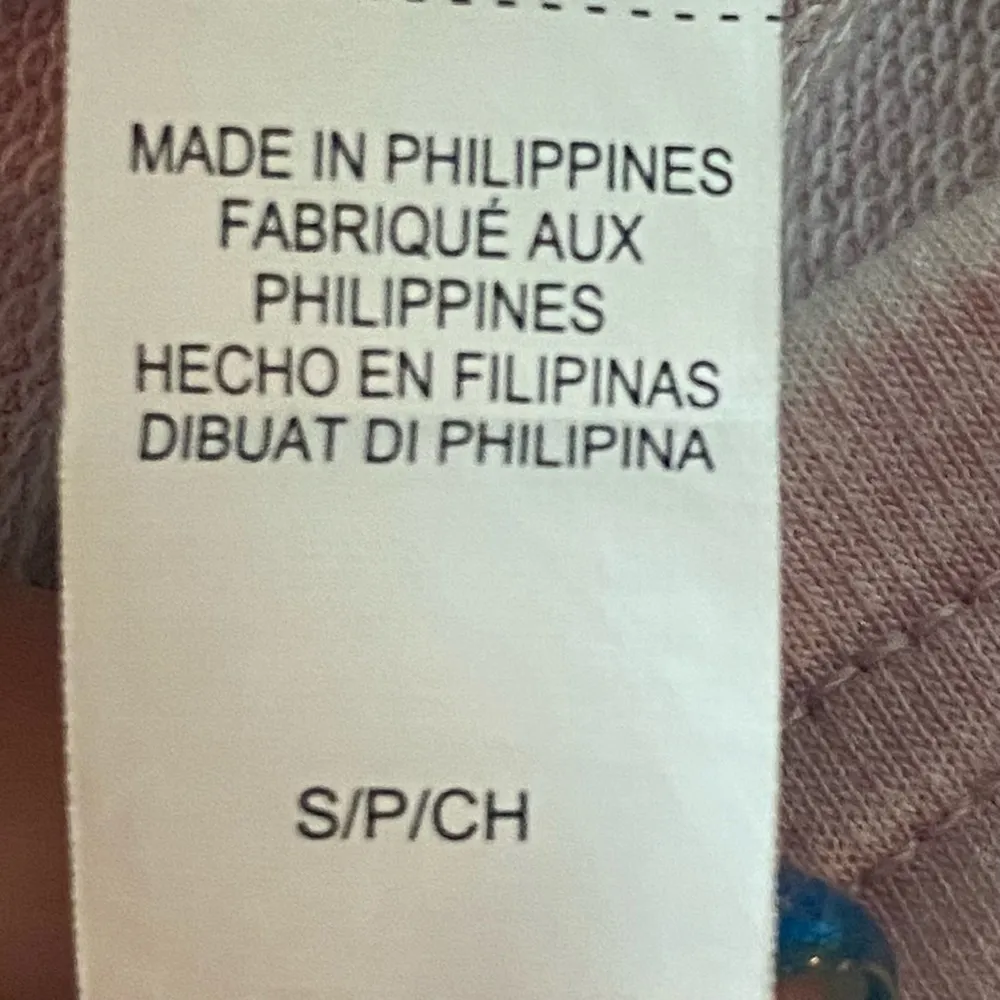 MADE IN PHILIPPINES
FABRIQUÉ AUX
PHILIPPINES
HECHO EN FILIPINAS
DIBUAT DI PHILIPINA
S/P/CH